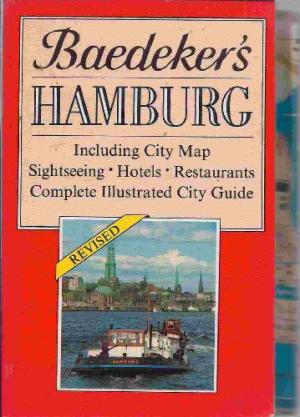 Baedeker's
HAMBURG
Including City Map
Sightseeing · Hotels · Restaurants
Complete Illustrated City Guide
REVISED